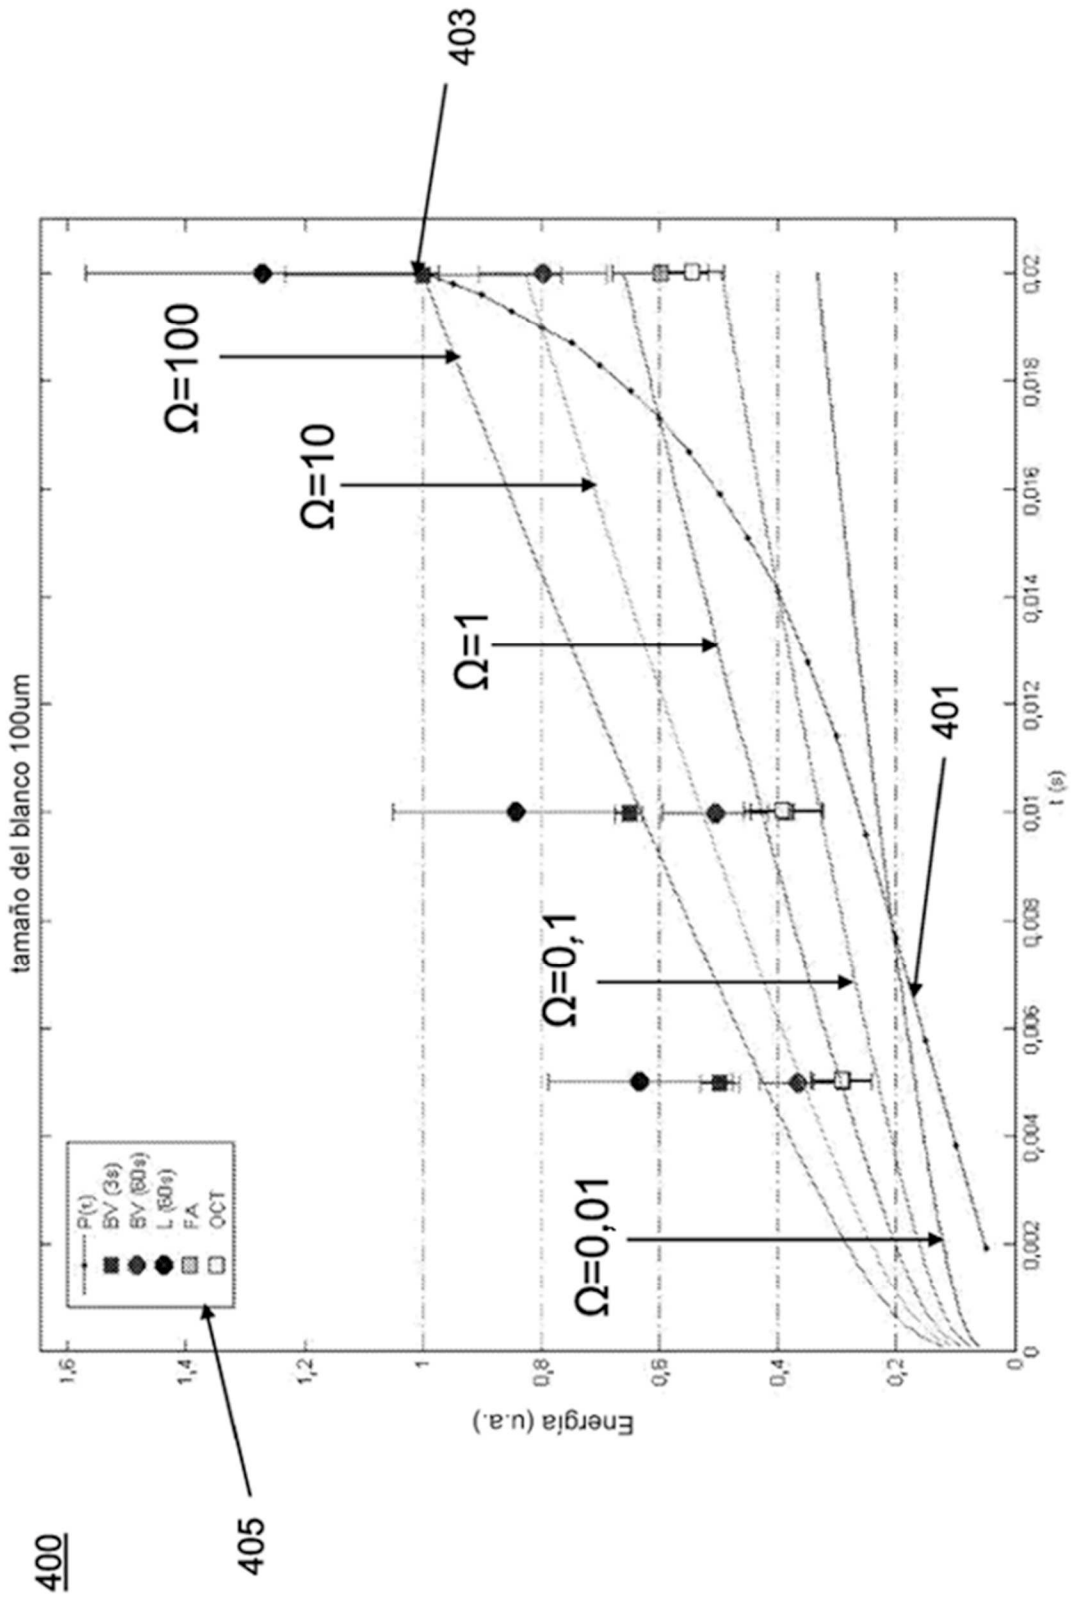 400
405
403
401
tamaño del blanco 100um
P(t)
BV (3s)
BV (60s)
L (60s)
FA
OCT
Ω=100
Ω=10
Ω=1
Ω=0,1
Ω=0,01
Energía (u.a.)
1,6
1,4
1,2
1
0,8
0,6
0,4
0,2
0
0 0,002 0,004 0,006 0,008 0,01 0,012 0,014 0,016 0,018 0,02
t (s)